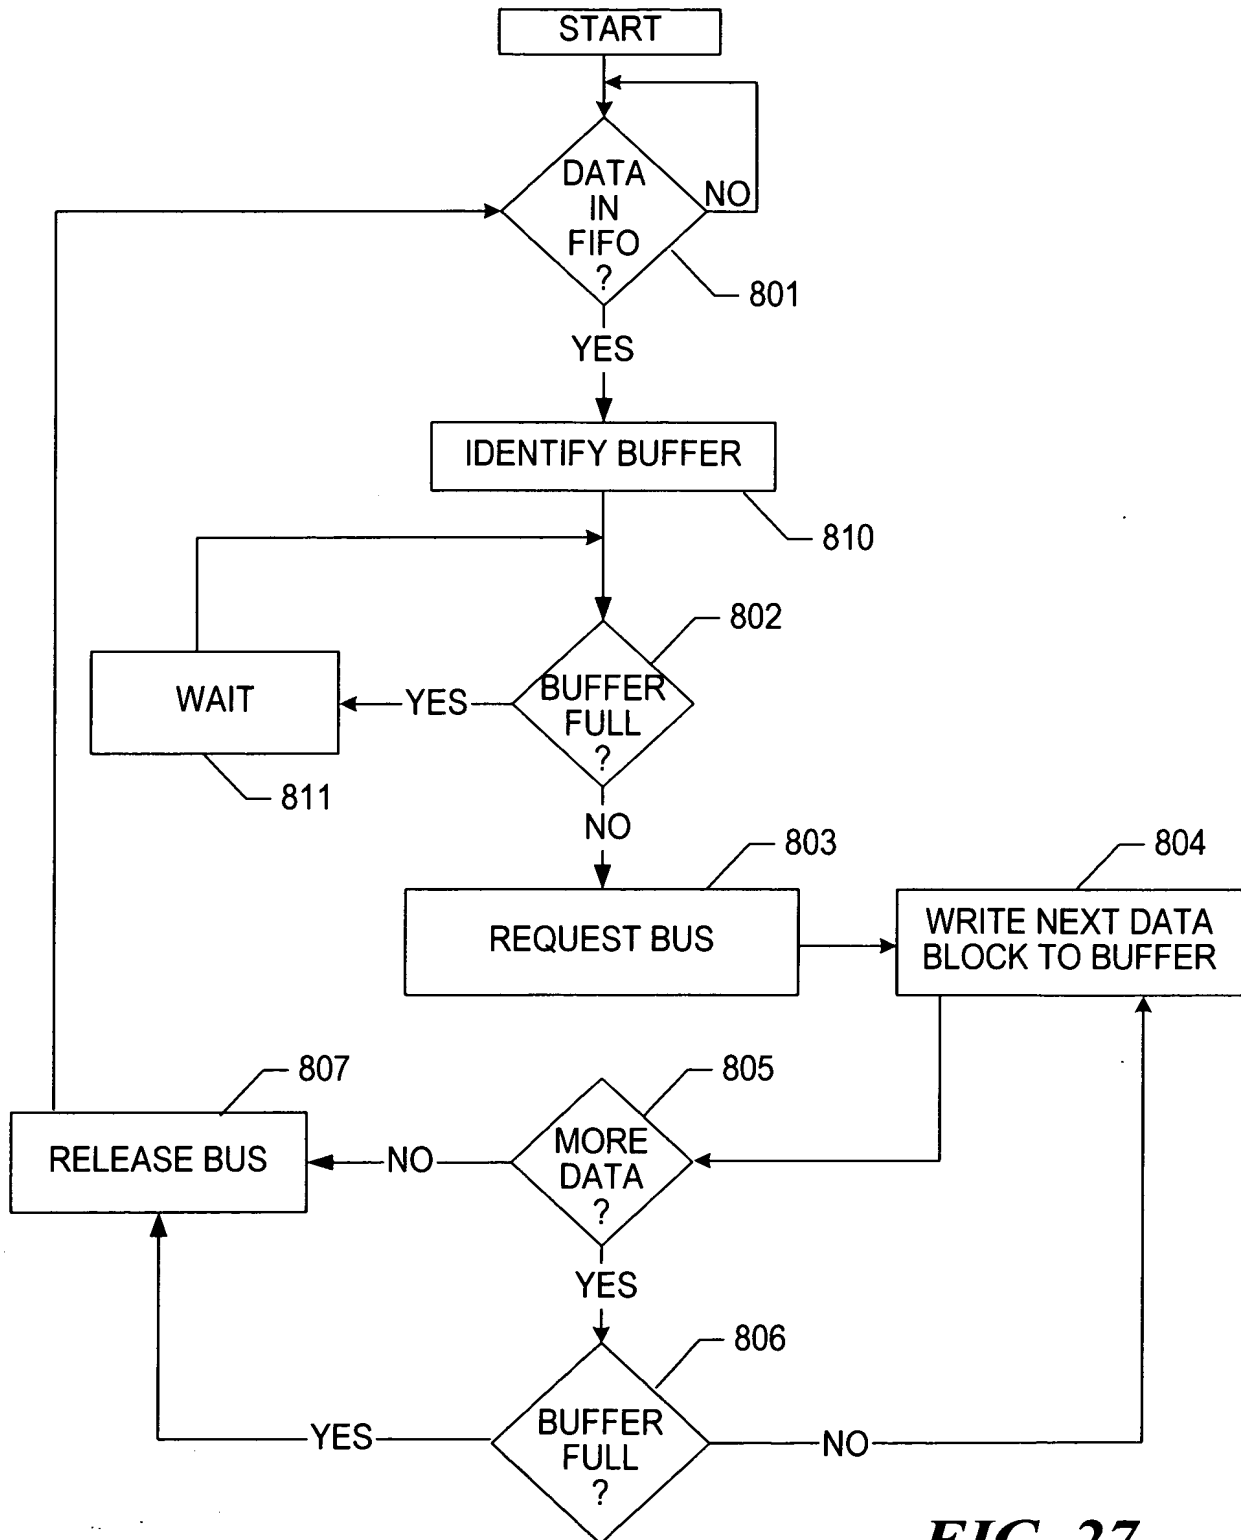 START
DATA
IN
FIFO
?
NO
801
YES
IDENTIFY BUFFER
810
802
BUFFER
FULL
?
YES
WAIT
811
NO
803
804
REQUEST BUS
WRITE NEXT DATA
BLOCK TO BUFFER
807
805
RELEASE BUS
NO
MORE
DATA
?
YES
806
BUFFER
FULL
?
YES
NO
FIG. 27